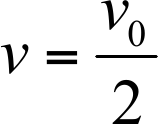 v = v₀/2